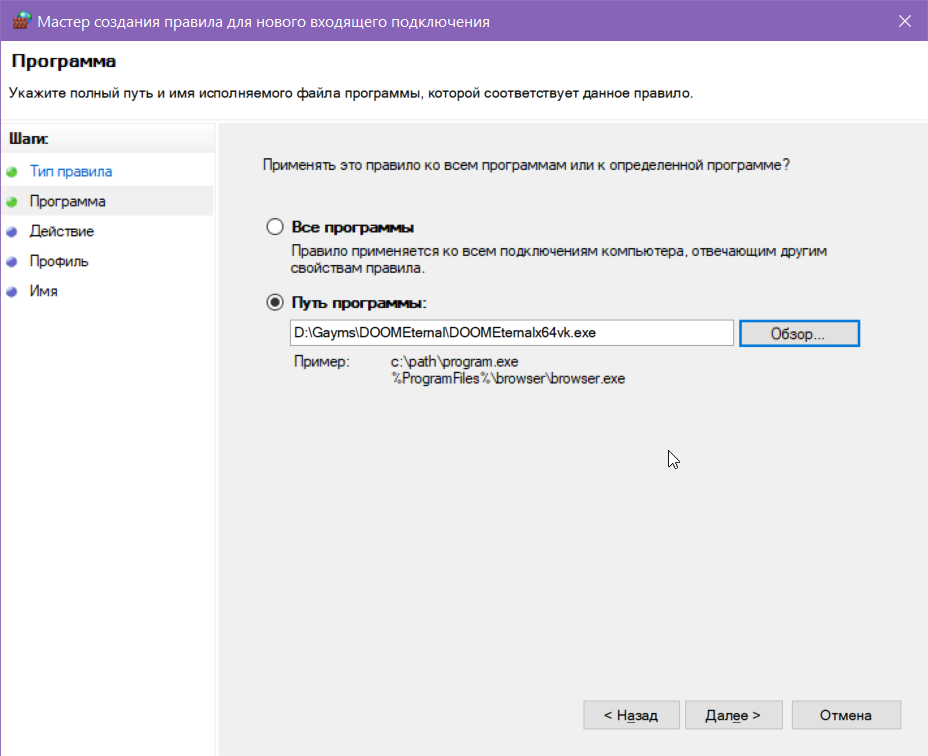 Мастер создания правила для нового входящего подключения
Программа
Укажите полный путь и имя исполняемого файла программы, которой соответствует данное правило.
Шаги:
Тип правила
Программа
Действие
Профиль
Имя
Применять это правило ко всем программам или к определенной программе?
Все программы
Правило применяется ко всем подключениям компьютера, отвечающим другим
свойствам правила.
Путь программы:
D:\Gayms\DOOMEternal\DOOMEternalx64vk.exe
Обзор...
Пример:
c:\path\program.exe
%ProgramFiles%\browser\browser.exe
< Назад
Далее >
Отмена